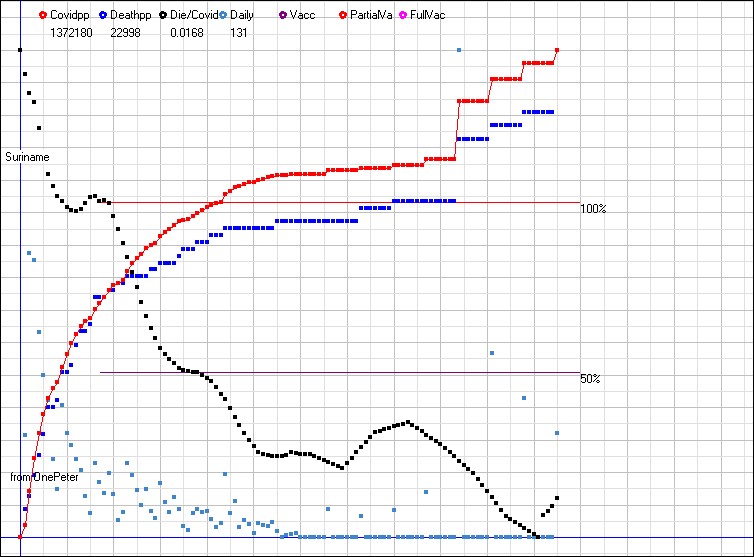 Covidpp Deathpp Die/Covid Daily Vacc PartialVa FullVac
1372180 22998 0.0168 131
Suriname
100%
50%
from OnePeter